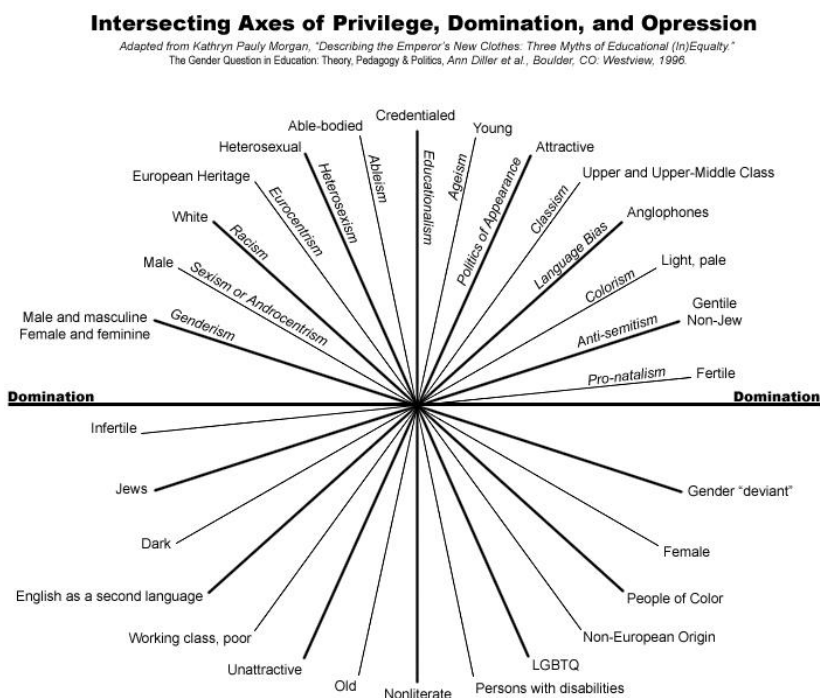 Intersecting Axes of Privilege, Domination, and Opression
Adapted from Kathryn Pauly Morgan, "Describing the Emperor's New Clothes: Three Myths of Educational (In)Equalty."
The Gender Question in Education: Theory, Pedagogy & Politics, Ann Diller et al., Boulder, CO: Westview, 1996.
Credentialed
Able-bodied
Young
Heterosexual
Attractive
European Heritage
Upper and Upper-Middle Class
White
Anglophones
Male
Light, pale
Male and masculine
Female and feminine
Gentile
Non-Jew
Fertile
Genderism
Sexism or Androcentrism
Racism
Eurocentrism
Heterosexism
Ableism
Educationalism
Ageism
Politics of Appearance
Classism
Language Bias
Colorism
Anti-semitism
Pro-natalism
Domination
Domination
Infertile
Jews
Gender "deviant"
Dark
Female
English as a second language
People of Color
Working class, poor
Non-European Origin
Unattractive
LGBTQ
Old
Persons with disabilities
Nonliterate